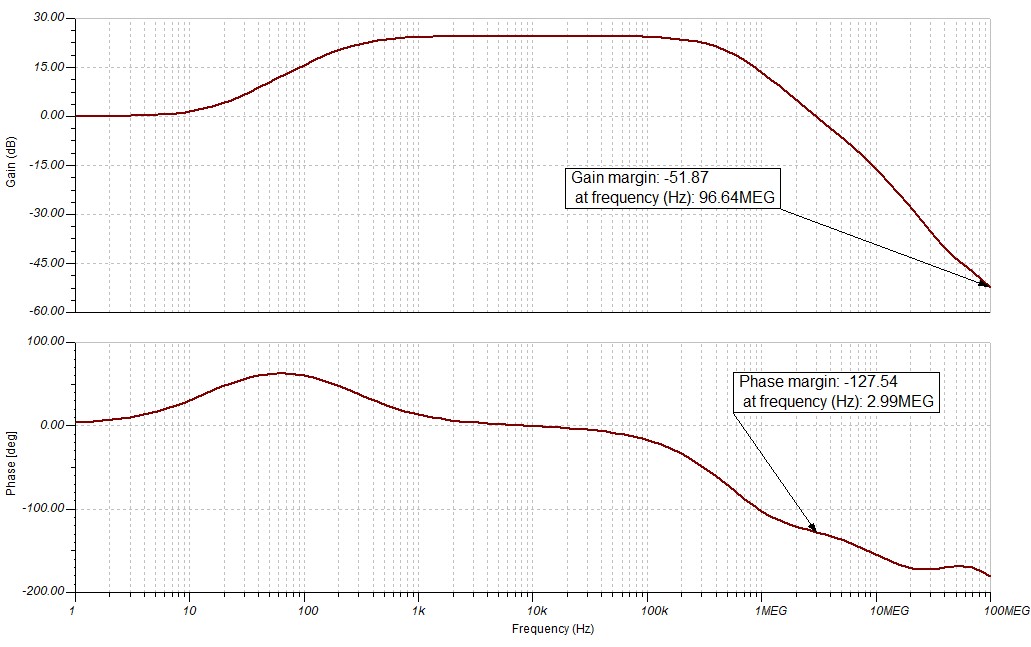 30.00
15.00
0.00
-15.00
-30.00
-45.00
-60.00
Gain (dB)
Gain margin: -51.87
at frequency (Hz): 96.64MEG
100.00
0.00
-100.00
-200.00
Phase [deg]
Phase margin: -127.54
at frequency (Hz): 2.99MEG
1 10 100 1k 10k 100k 1MEG 10MEG 100MEG
Frequency (Hz)